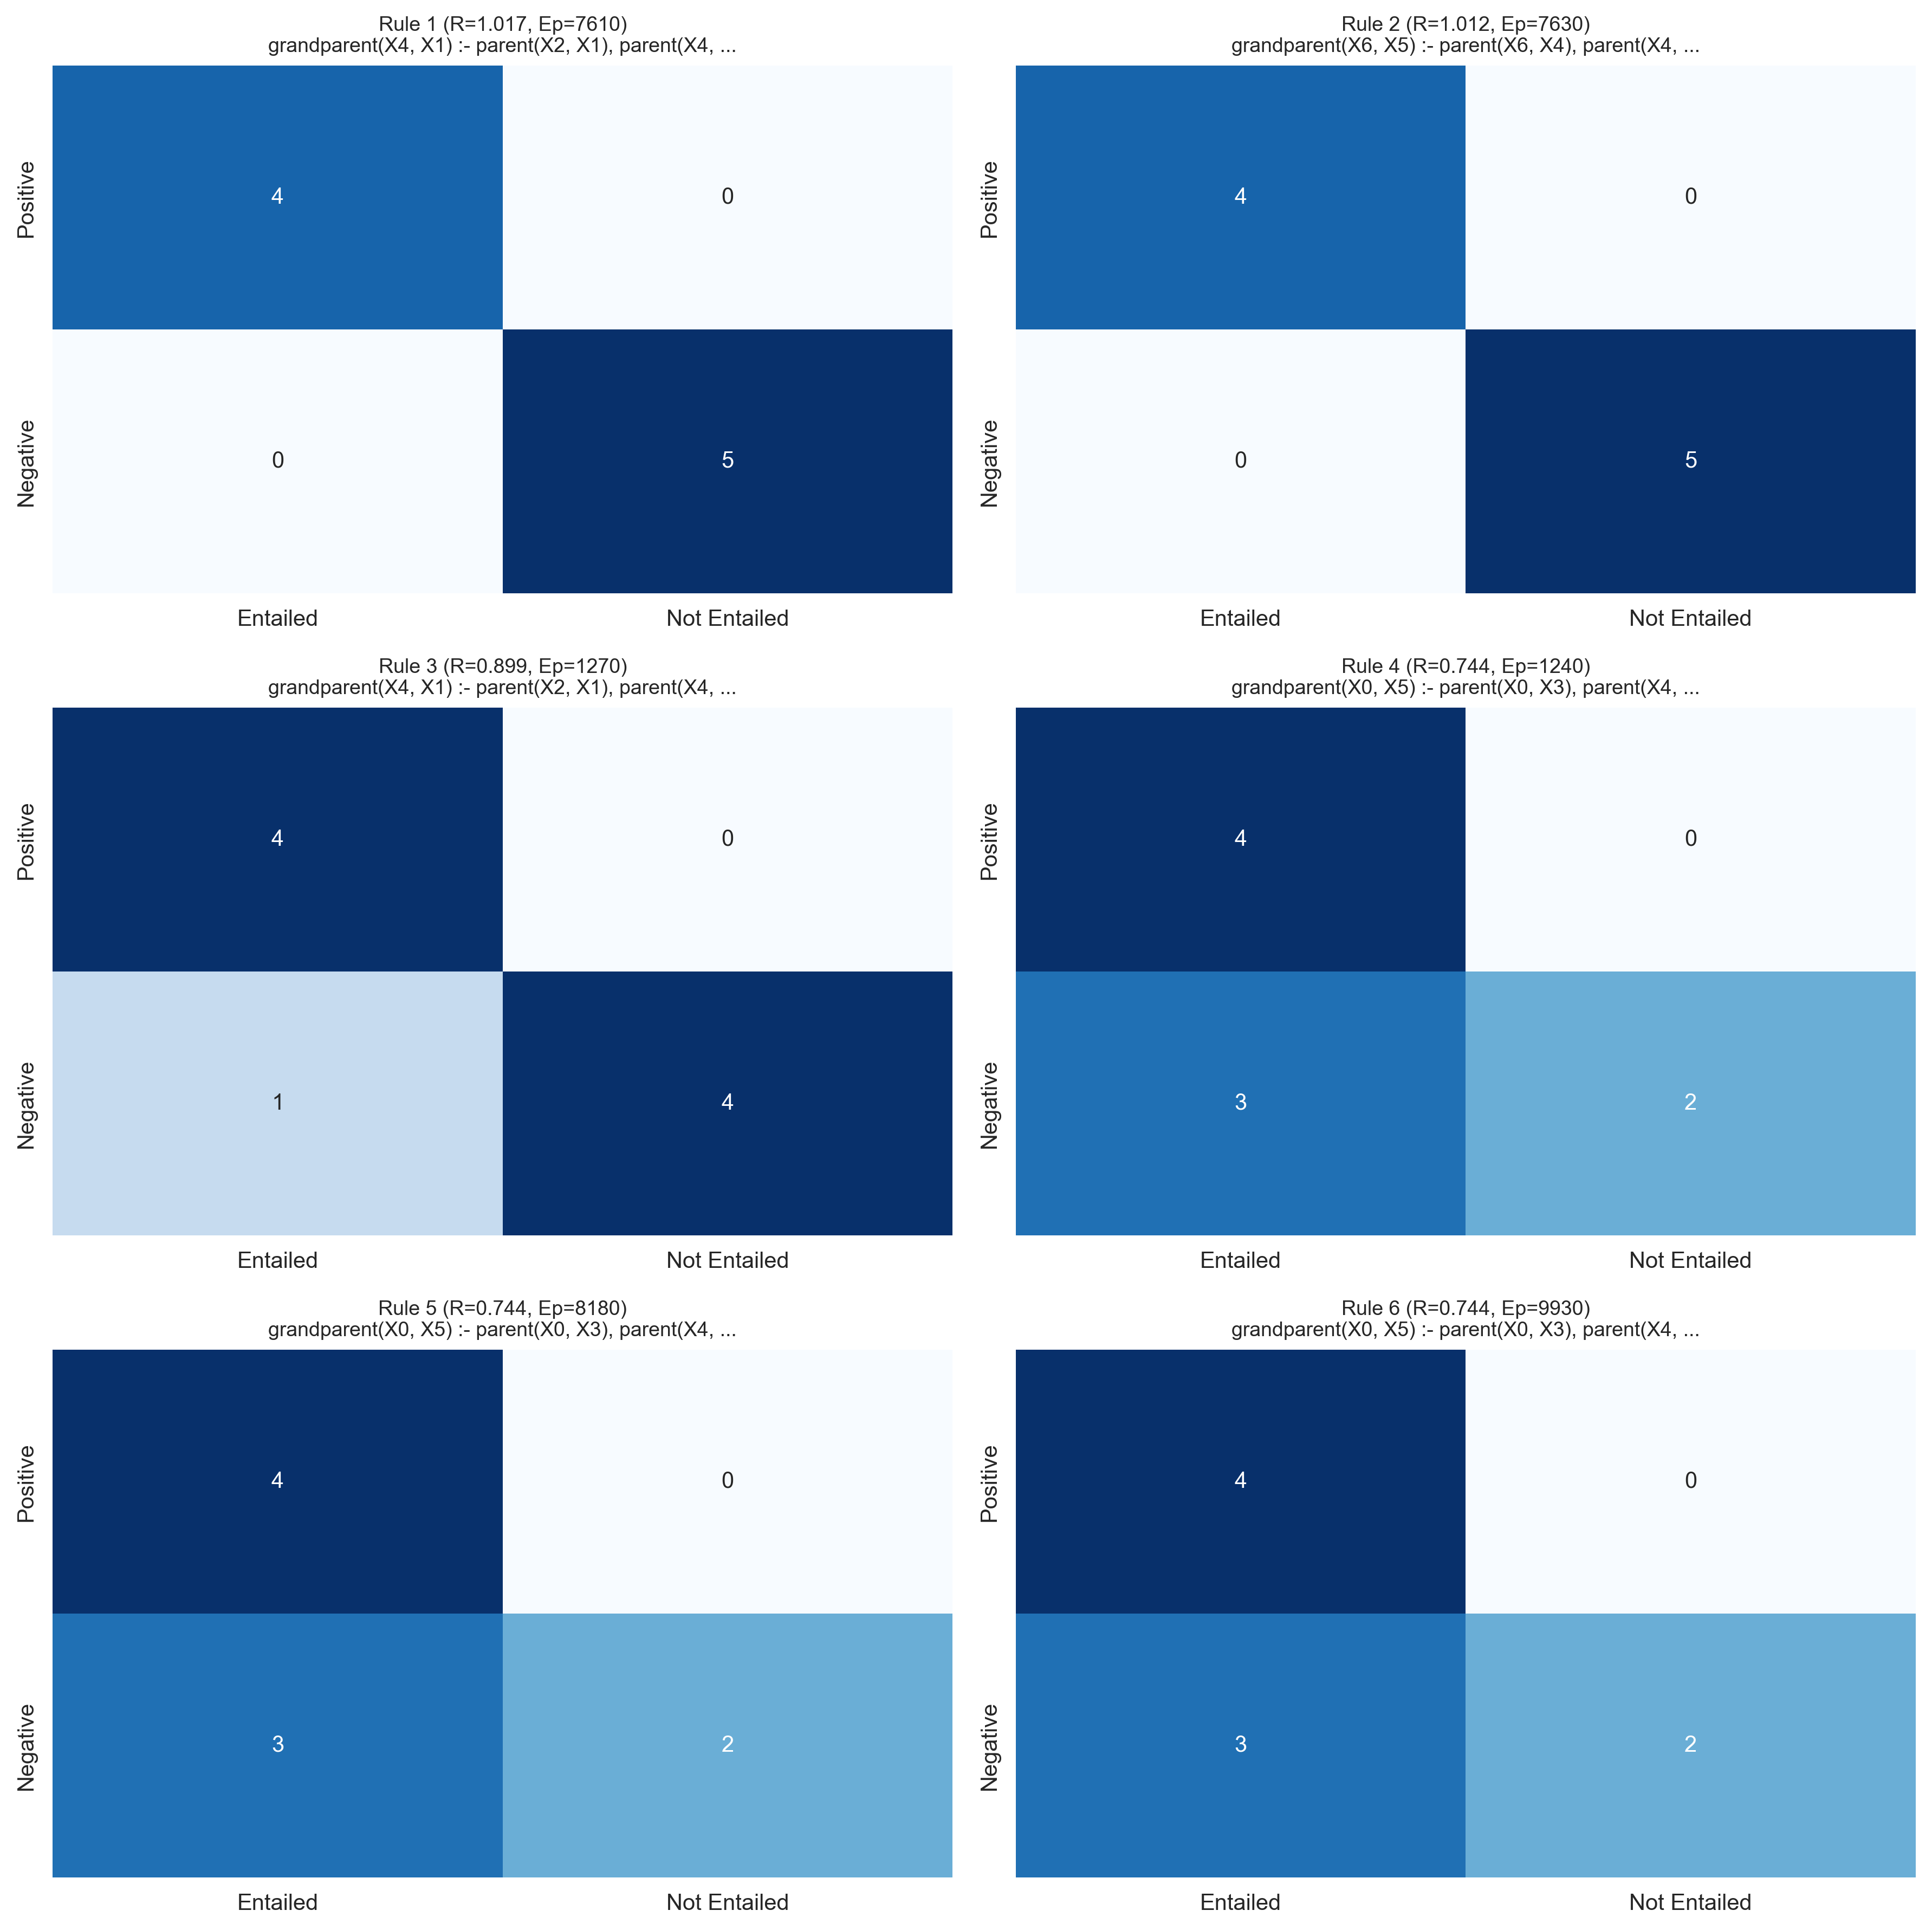 Rule 1 (R=1.017, Ep=7610)
grandparent(X4, X1) :- parent(X2, X1), parent(X4, ...
Positive
4
0
Negative
0
5
Entailed
Not Entailed
Rule 2 (R=1.012, Ep=7630)
grandparent(X6, X5) :- parent(X6, X4), parent(X4, ...
Positive
4
0
Negative
0
5
Entailed
Not Entailed
Rule 3 (R=0.899, Ep=1270)
grandparent(X4, X1) :- parent(X2, X1), parent(X4, ...
Positive
4
0
Negative
1
4
Entailed
Not Entailed
Rule 4 (R=0.744, Ep=1240)
grandparent(X0, X5) :- parent(X0, X3), parent(X4, ...
Positive
4
0
Negative
3
2
Entailed
Not Entailed
Rule 5 (R=0.744, Ep=8180)
grandparent(X0, X5) :- parent(X0, X3), parent(X4, ...
Positive
4
0
Negative
3
2
Entailed
Not Entailed
Rule 6 (R=0.744, Ep=9930)
grandparent(X0, X5) :- parent(X0, X3), parent(X4, ...
Positive
4
0
Negative
3
2
Entailed
Not Entailed